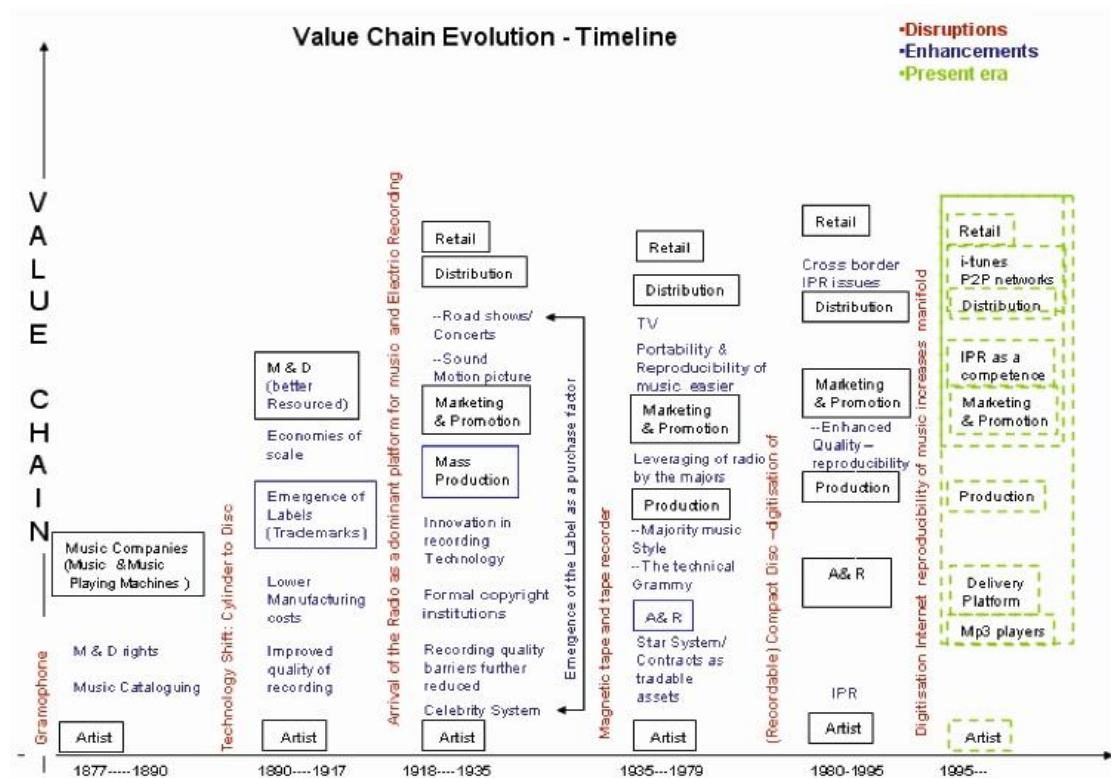 Value Chain Evolution - Timeline
•Disruptions
•Enhancements
•Present era
VALUE CHAIN
Gramophone
Music Companies
(Music &Music
Playing Machines )
M & D rights
Music Cataloguing
Artist
1877-----1890
Technology Shift: Cylinder to Disc
M & D
(better
Resourced)
Economies of
scale
Emergence of
Labels
(Trademarks)
Lower
Manufacturing
costs
Improved
quality of
recording
Artist
1890----1917
Arrival of the Radio as a dominant platform for music and Electric Recording
Retail
Distribution
--Road shows/
Concerts
--Sound
Motion picture
Marketing
& Promotion
Mass
Production
Innovation in
recording
Technology
Formal copyright
institutions
Recording quality
barriers further
reduced
Celebrity System
Artist
1918---1935
Emergence of the Label as a purchase factor
Magnetic tape and tape recorder
Retail
Distribution
TV
Portability &
Reproducibility of
music easier
Marketing
& Promotion
Leveraging of radio
by the majors
Production
--Majority music
Style
--The technical
Grammy
A& R
Star System/
Contracts as
tradable
assets
Artist
1935---1979
(Recordable) Compact Disc –digitisation of
Retail
Cross border
IPR issues
Distribution
Marketing
& Promotion
--Enhanced
Quality–
reproducibility
Production
A& R
IPR
Artist
1980-1995
Digitisation Internet reproducibility of music increases manifold
Retail
i-tunes
P2P networks
Distribution
IPR as a
competence
Marketing
& Promotion
Production
Delivery
Platform
Mp3 players
Artist
1995---